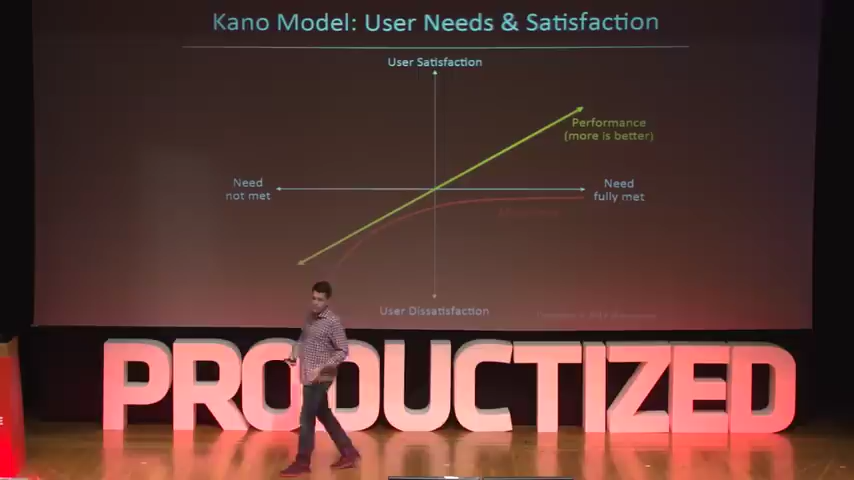 Kano Model: User Needs & Satisfaction
User Satisfaction
Performance
(more is better)
Need
not met
Need
fully met
User Dissatisfaction
PRODUCTIZED
E